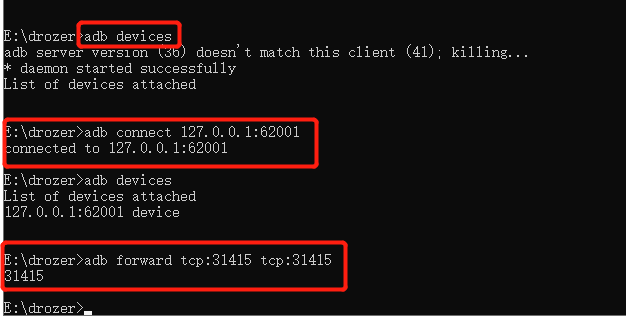 E:\drozer>adb devices
adb server version (36) doesn't match this client (41); killing...
* daemon started successfully
List of devices attached
E:\drozer>adb connect 127.0.0.1:62001
connected to 127.0.0.1:62001
E:\drozer>adb devices
List of devices attached
127.0.0.1:62001 device
E:\drozer>adb forward tcp:31415 tcp:31415
31415
E:\drozer>